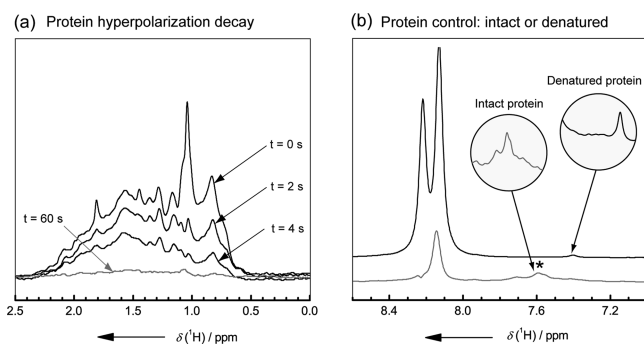 (a) Protein hyperpolarization decay
t = 0 s
t = 2 s
t = 60 s
t = 4 s
2.5 2.0 1.5 1.0 0.5 0.0
δ (¹H) / ppm
(b) Protein control: intact or denatured
Denatured protein
Intact protein
*
8.4 8.0 7.6 7.2
δ (¹H) / ppm